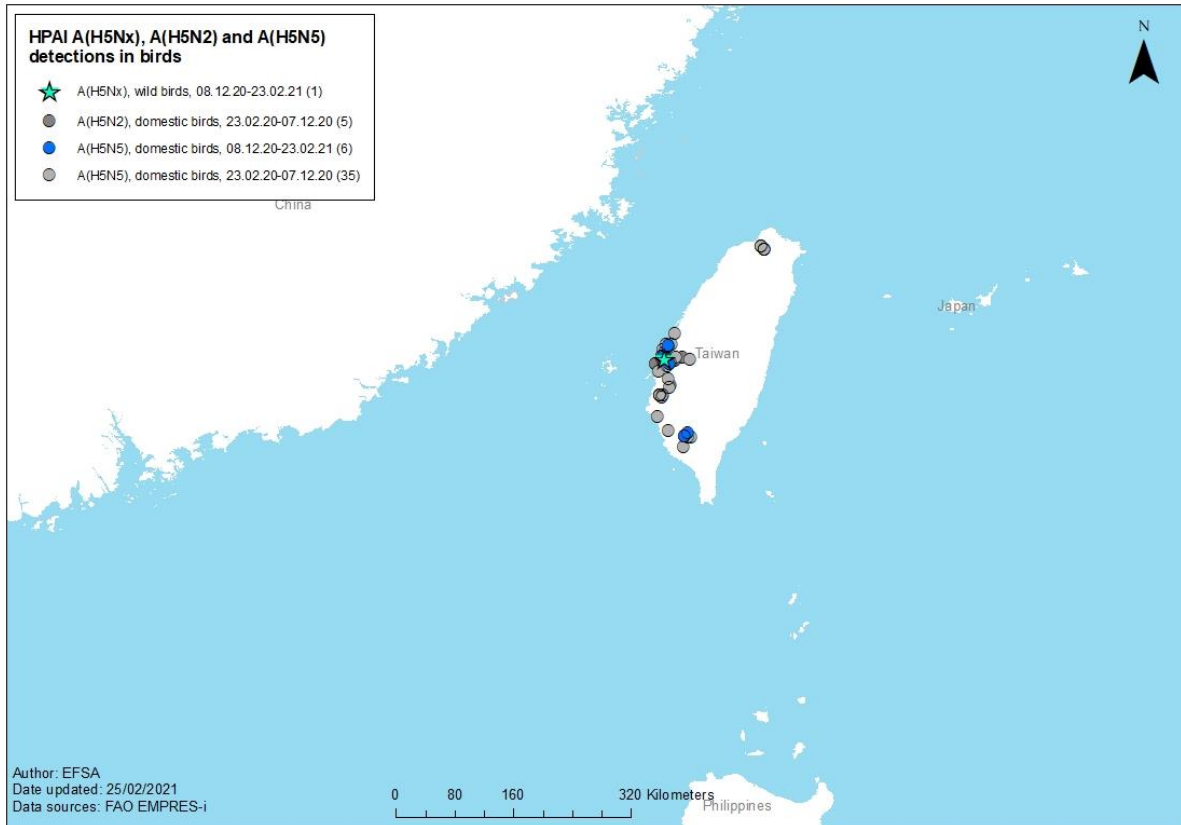 HPAI A(H5Nx), A(H5N2) and A(H5N5)
detections in birds
A(H5Nx), wild birds, 08.12.20-23.02.21 (1)
A(H5N2), domestic birds, 23.02.20-07.12.20 (5)
A(H5N5), domestic birds, 08.12.20-23.02.21 (6)
A(H5N5), domestic birds, 23.02.20-07.12.20 (35)
N
China
Japan
Taiwan
Author: EFSA
Date updated: 25/02/2021
Data sources: FAO EMPRES-i
0 80 160 320 Kilometers
Philippines